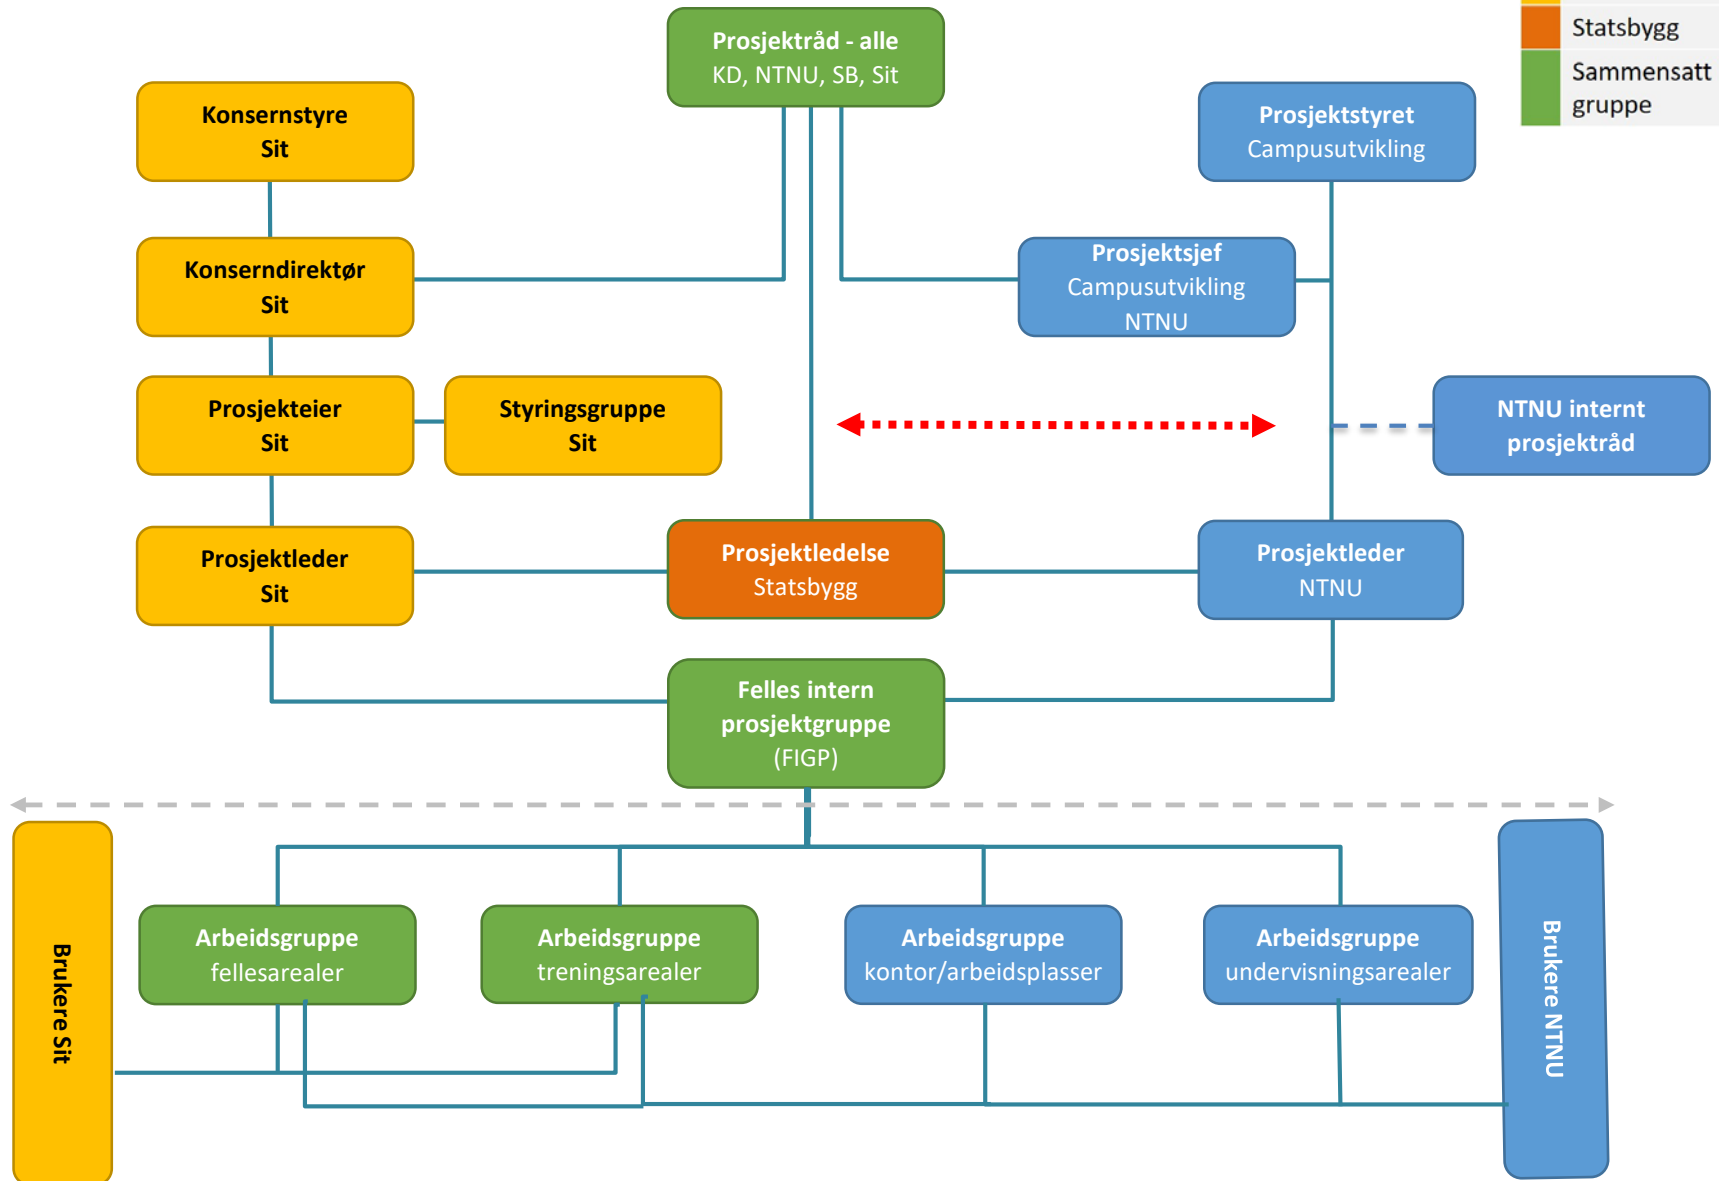 Statsbygg
Sammensatt
gruppe
Prosjektråd - alle
KD, NTNU, SB, Sit
Konsernstyre
Sit
Prosjektstyret
Campusutvikling
Konserndirektør
Sit
Prosjektsjef
Campusutvikling
NTNU
Prosjekteier
Sit
Styringsgruppe
Sit
NTNU internt
prosjektråd
Prosjektleder
Sit
Prosjektledelse
Statsbygg
Prosjektleder
NTNU
Felles intern
prosjektgruppe
(FIGP)
Brukere Sit
Arbeidsgruppe
fellesarealer
Arbeidsgruppe
treningsarealer
Arbeidsgruppe
kontor/arbeidsplasser
Arbeidsgruppe
undervisningsarealer
Brukere NTNU